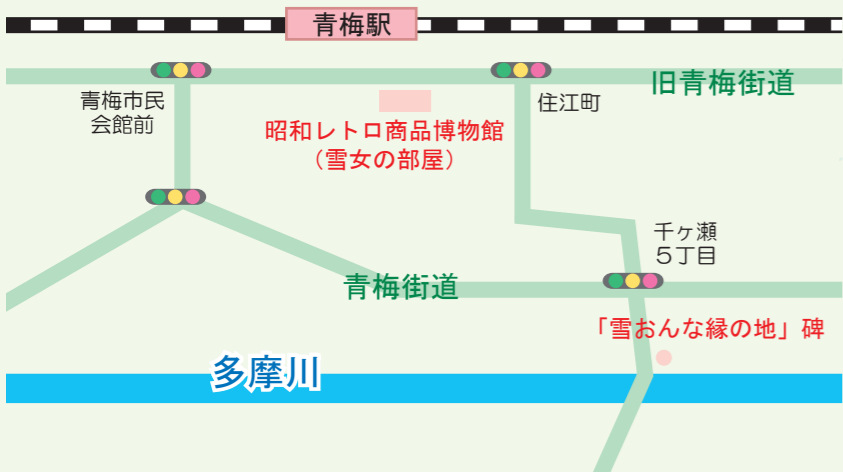 青梅駅
旧青梅街道
青梅市民
会館前
住江町
昭和レトロ商品博物館
（雪女の部屋）
千ヶ瀬
５丁目
青梅街道
「雪おんな縁の地」碑
多摩川